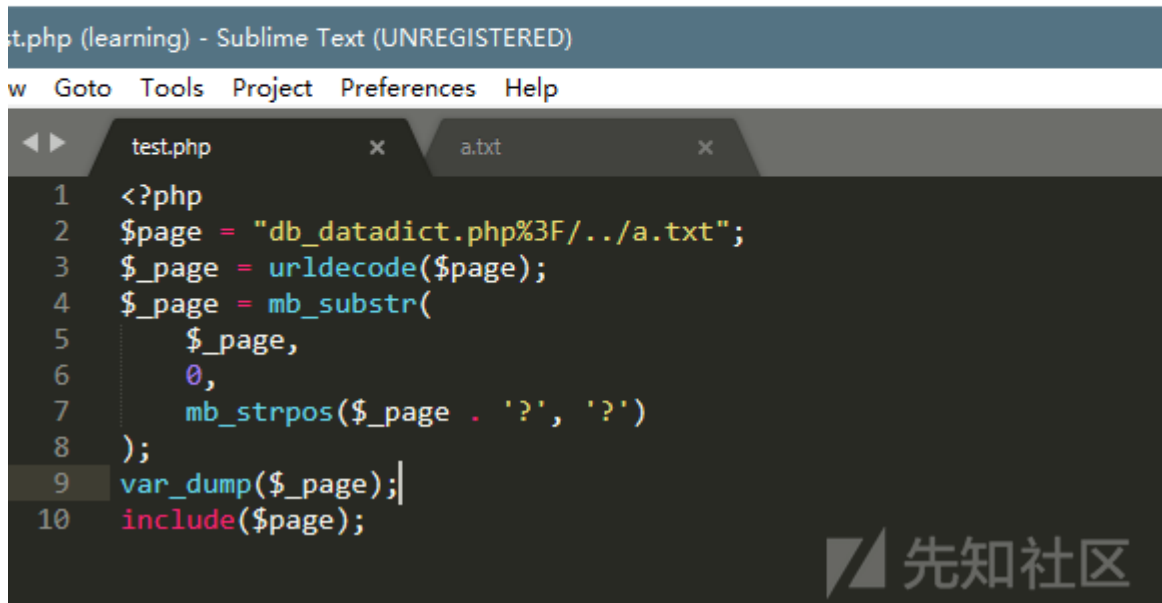 st.php (learning) - Sublime Text (UNREGISTERED)
w Goto Tools Project Preferences Help
test.php × a.txt ×
1 <?php
2 $page = "db_datadict.php%3F/../a.txt";
3 $_page = urldecode($page);
4 $_page = mb_substr(
5     $_page,
6     0,
7     mb_strpos($_page . '?', '?')
8 );
9 var_dump($_page);
10 include($page);
先知社区